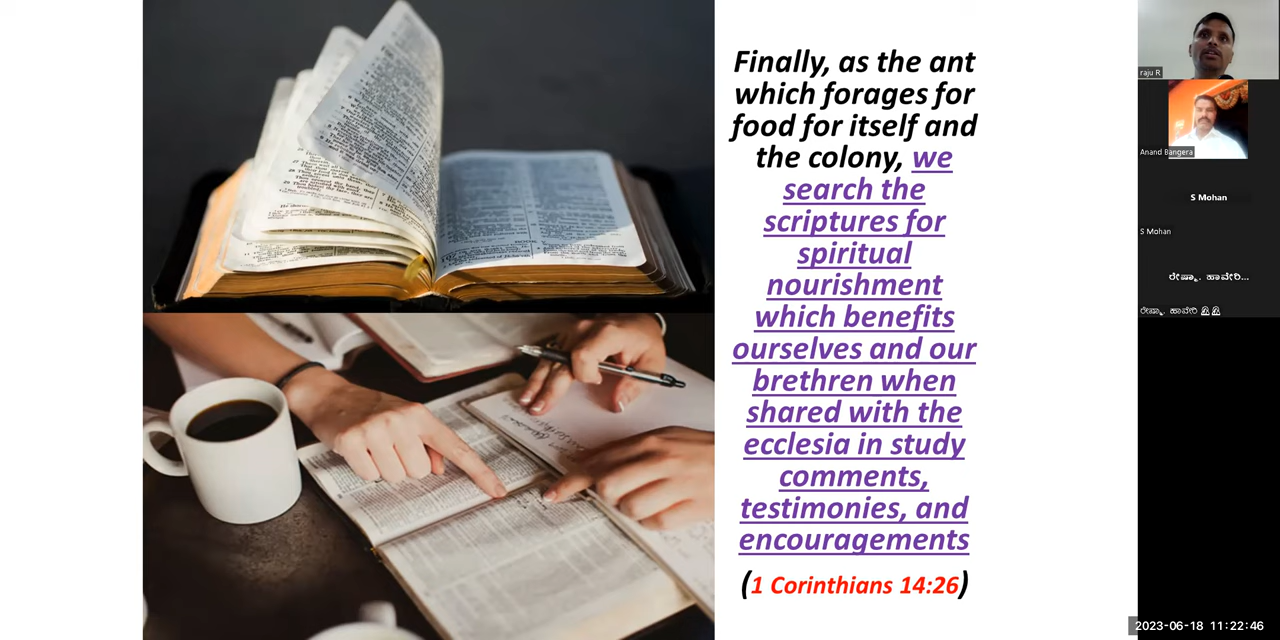 Finally, as the ant
which forages for
food for itself and
the colony, we
search the
scriptures for
spiritual
nourishment
which benefits
ourselves and our
brethren when
shared with the
ecclesia in study
comments,
testimonies, and
encouragements
(1 Corinthians 14:26)
raju R
Anand Bangera
S Mohan
S Mohan
ರೇಷ್ಮಾ. ಹಾವೇರಿ...
ರೇಷ್ಮಾ. ಹಾವೇರಿ
2023-06-18 11:22:46